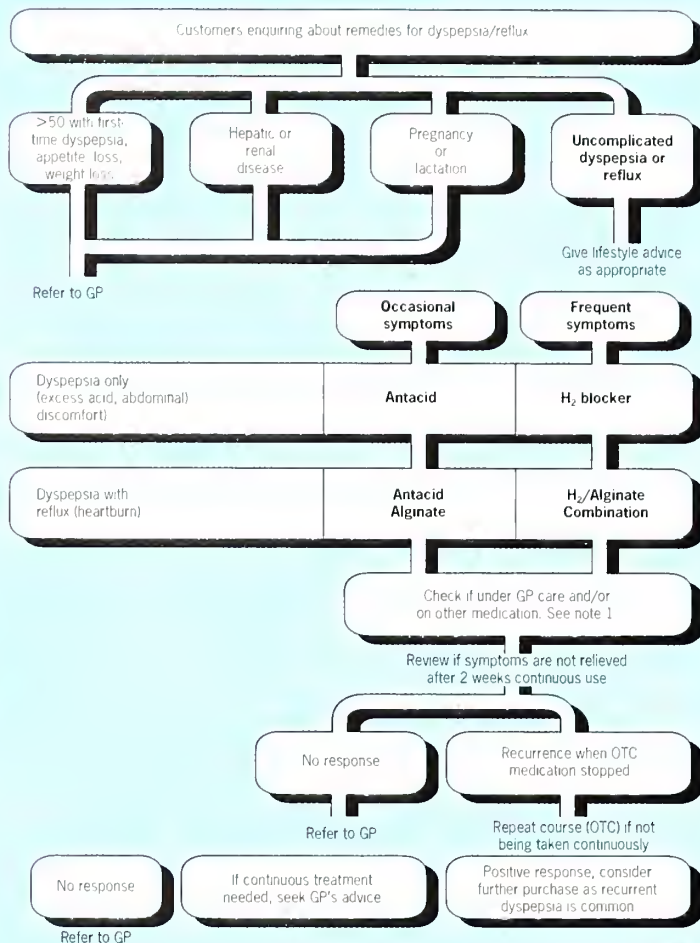 Customers enquiring about remedies for dyspepsia/reflux
>50 with first-
time dyspepsia,
appetite loss,
weight loss
Hepatic or
renal
disease
Pregnancy
or
lactation
Uncomplicated
dyspepsia or
reflux
Refer to GP
Give lifestyle advice
as appropriate
Occasional
symptoms
Frequent
symptoms
Dyspepsia only
(excess acid, abdominal)
discomfort)
Antacid
H₂ blocker
Dyspepsia with
reflux (heartburn)
Antacid
Alginate
H₂/Alginate
Combination
Check if under GP care and/or
on other medication. See note 1
Review if symptoms are not relieved
after 2 weeks continuous use
No response
Recurrence when OTC
medication stopped
Refer to GP
Repeat course (OTC) if not
being taken continuously
No response
If continuous treatment
needed, seek GP's advice
Positive response, consider
further purchase as recurrent
dyspepsia is common
Refer to GP